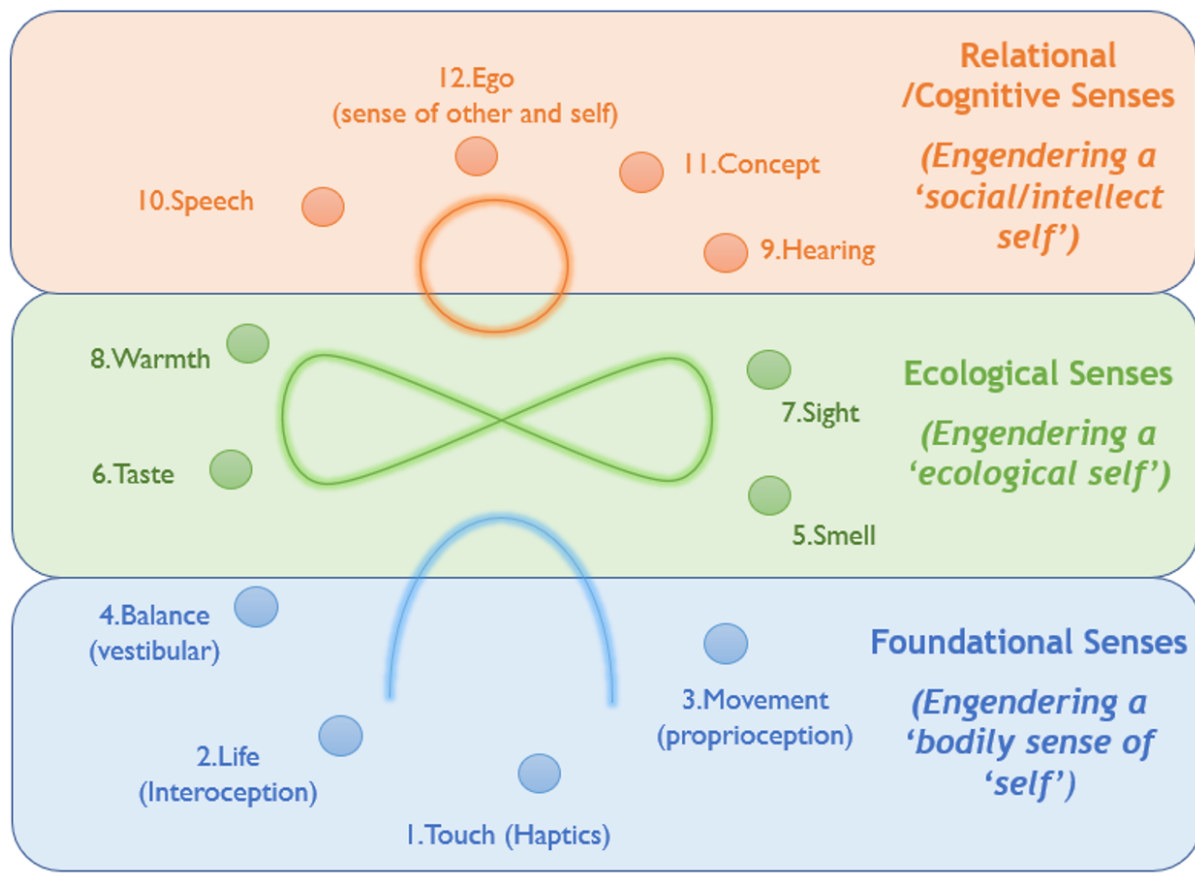 Relational
/Cognitive Senses
(Engendering a
‘social/intellect
self’)
12.Ego
(sense of other and self)
11.Concept
10.Speech
9.Hearing
Ecological Senses
(Engendering a
‘ecological self’)
8.Warmth
7.Sight
6.Taste
5.Smell
Foundational Senses
(Engendering a
‘bodily sense of
‘self’)
4.Balance
(vestibular)
3.Movement
(proprioception)
2.Life
(Interoception)
1.Touch (Haptics)